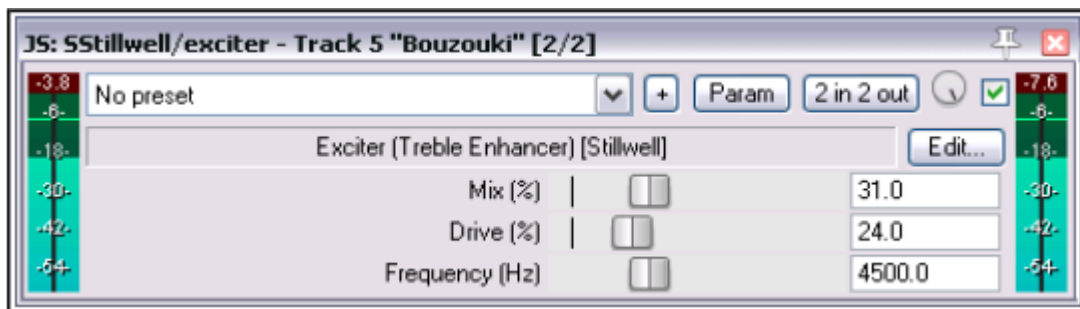 JS: SStillwell/exciter - Track 5 "Bouzouki" [2/2]
-3.8 No preset + Param 2 in 2 out -7.6
-6- -6-
Exciter (Treble Enhancer) [Stillwell] Edit...
-18- -18-
Mix (%) 31.0
-30- -30-
Drive (%) 24.0
-42- -42-
Frequency (Hz) 4500.0
-54- -54-